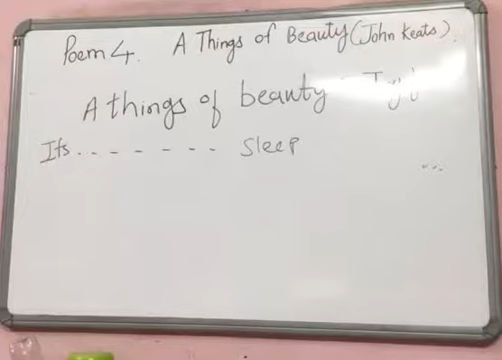 Poem 4. A Things of Beauty (John Keats).
A things of beauty
Its........ Sleep
...